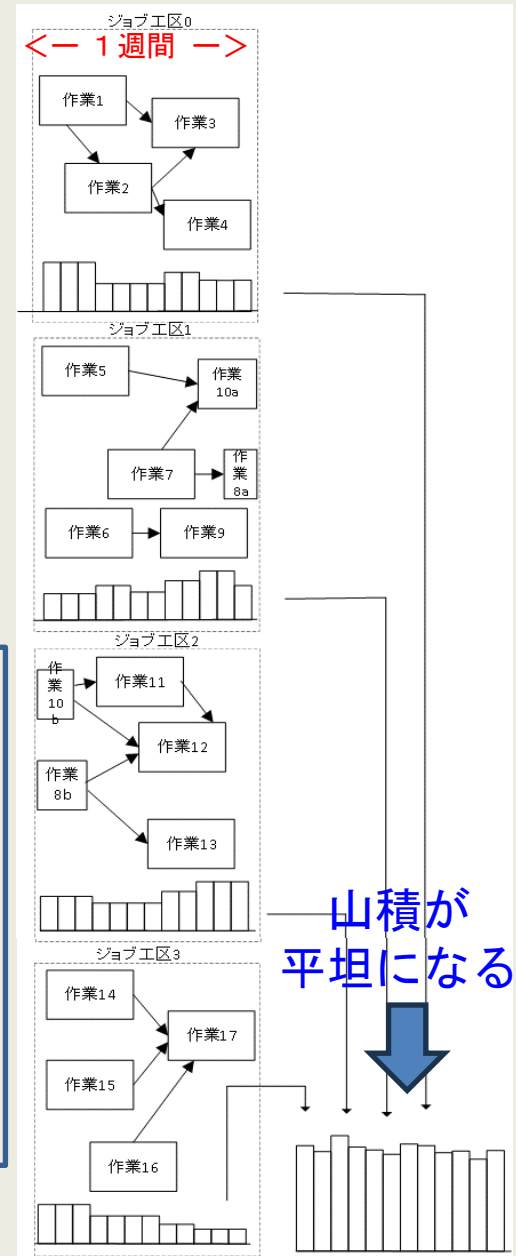 ジョブ工区0
<ー １週間 ー>
作業1
作業3
作業2
作業4
ジョブ工区1
作業5
作業
10a
作業7
作
業
8a
作業6
作業9
ジョブ工区2
作
業
10
b
作業11
作業12
作業
8b
作業13
山積が
平坦になる
ジョブ工区3
作業14
作業17
作業15
作業16